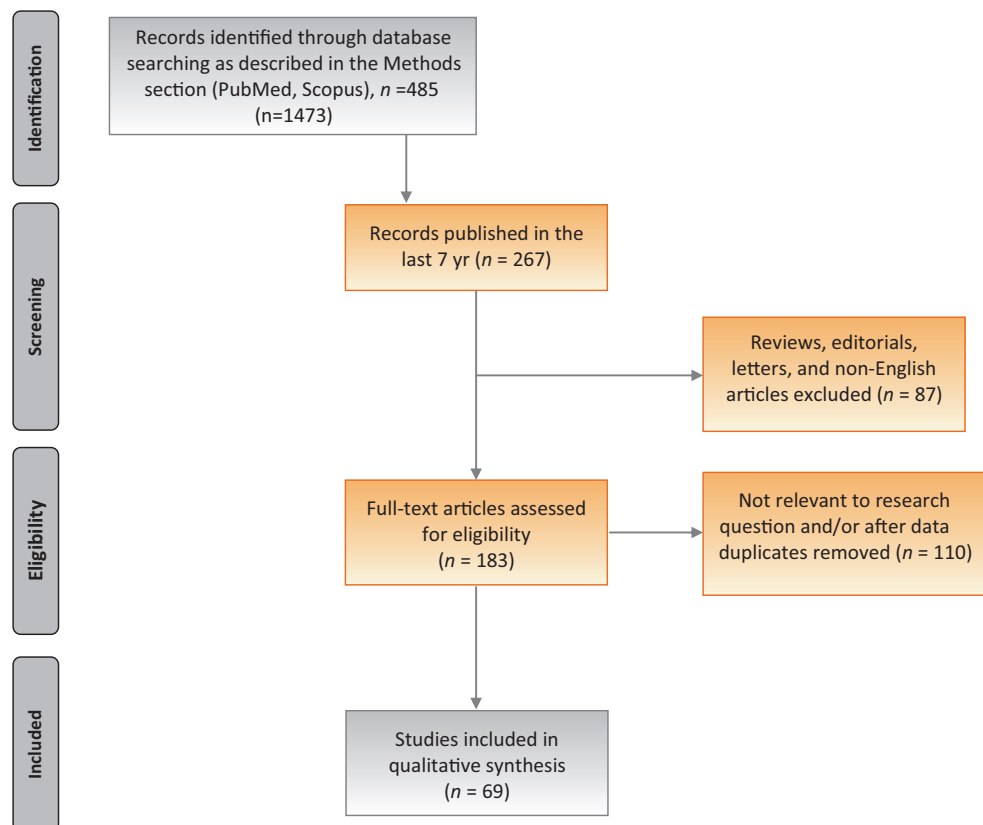 Identification
Records identified through database
searching as described in the Methods
section (PubMed, Scopus), n =485
(n=1473)
Screening
Records published in the
last 7 yr (n = 267)
Reviews, editorials,
letters, and non-English
articles excluded (n = 87)
Eligibility
Full-text articles assessed
for eligibility
(n = 183)
Not relevant to research
question and/or after data
duplicates removed (n = 110)
Included
Studies included in
qualitative synthesis
(n = 69)